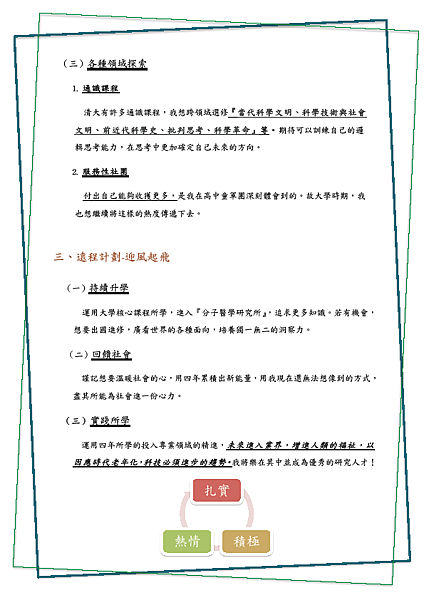 (三)各種領域探索
1. 通識課程
清大有許多通識課程，我想跨領域選修『當代科學文明、科學技術與社會
文明、前近代科學史、批判思考、科學革命』等。期待可以訓練自己的邏
輯思考能力，在思考中更加確定自己未來的方向。
2. 服務性社團
付出自己能夠收穫更多，是我在高中童軍團深刻體會到的。故大學時期，我
也想繼續將這樣的熱度傳遞下去。
三、遠程計劃-迎風起飛
(一)持續升學
運用大學核心課程所學，進入『分子醫學研究所』，追求更多知識。若有機會，
想要出國進修，廣看世界的各種面向，培養獨一無二的洞察力。
(二)回饋社會
謹記想要溫暖社會的心，用四年累積出新能量，用我現在還無法想像到的方式，
盡其所能為社會進一份心力。
(三)實踐所學
運用四年所學的投入專業領域的精進，未來進入業界，增進人類的福祉，以
因應時代老年化，科技必須進步的趨勢。我將樂在其中並成為優秀的研究人才！
扎實
熱情
積極